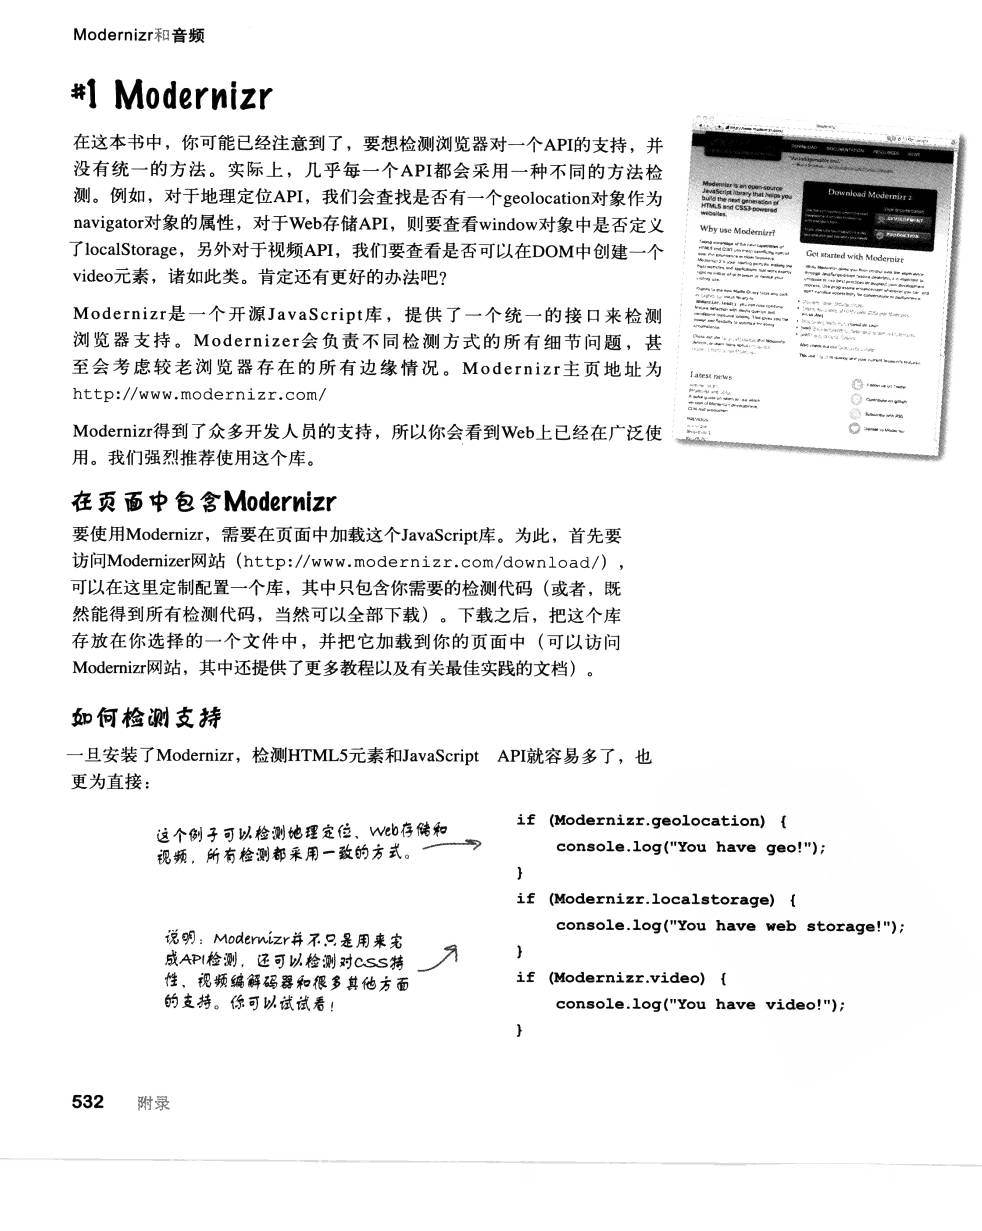 Modernizr和音频
#1 Modernizr
在这本书中，你可能已经注意到了，要想检测浏览器对一个API的支持，并
没有统一的方法。实际上，几乎每一个API都会采用一种不同的方法检
测。例如，对于地理定位API，我们会查找是否有一个geolocation对象作为
navigator对象的属性，对于Web存储API，则要查看window对象中是否定义
了localStorage，另外对于视频API，我们要查看是否可以在DOM中创建一个
video元素，诸如此类。肯定还有更好的办法吧？
Modernizr是一个开源JavaScript库，提供了一个统一的接口来检测
浏览器支持。Modernizer会负责不同检测方式的所有细节问题，甚
至会考虑较老浏览器存在的所有边缘情况。Modernizr主页地址为
http://www.modernizr.com/
Modernizr得到了众多开发人员的支持，所以你会看到Web上已经在广泛使
用。我们强烈推荐使用这个库。
DOWNLOAD DOCUMENTATION RESOURCES NEWS
Modernizr is an open-source
JavaScript library that helps you
build the next generation of
HTML5 and CSS3-powered
websites.
Why use Modernizr?
Download Modernizr 2
DEVELOPMENT
PRODUCTION
Get started with Modernizr
Latest news
在页面中包含Modernizr
要使用Modernizr，需要在页面中加载这个JavaScript库。为此，首先要
访问Modernizer网站（http://www.modernizr.com/download/），
可以在这里定制配置一个库，其中只包含你需要的检测代码（或者，既
然能得到所有检测代码，当然可以全部下载）。下载之后，把这个库
存放在你选择的一个文件中，并把它加载到你的页面中（可以访问
Modernizr网站，其中还提供了更多教程以及有关最佳实践的文档）。
如何检测支持
一旦安装了Modernizr，检测HTML5元素和JavaScript API就容易多了，也
更为直接：
这个例子可以检测地理定位、Web存储和
视频，所有检测都采用一致的方式。
说明：Modernizr并不只是用来完
成API检测，还可以检测对CSS特
性、视频编解码器和很多其他方面
的支持。你可以试试看！
if (Modernizr.geolocation) {
console.log("You have geo!");
}
if (Modernizr.localstorage) {
console.log("You have web storage!");
}
if (Modernizr.video) {
console.log("You have video!");
}
532 附录